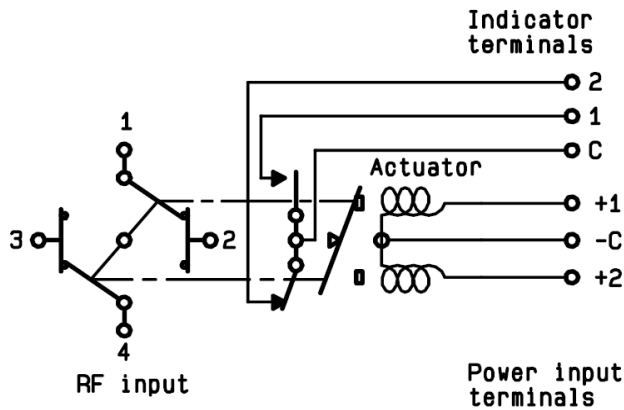 Indicator
terminals
2
1
C
1
Actuator
+1
3
2
-C
+2
4
RF input
Power input
terminals